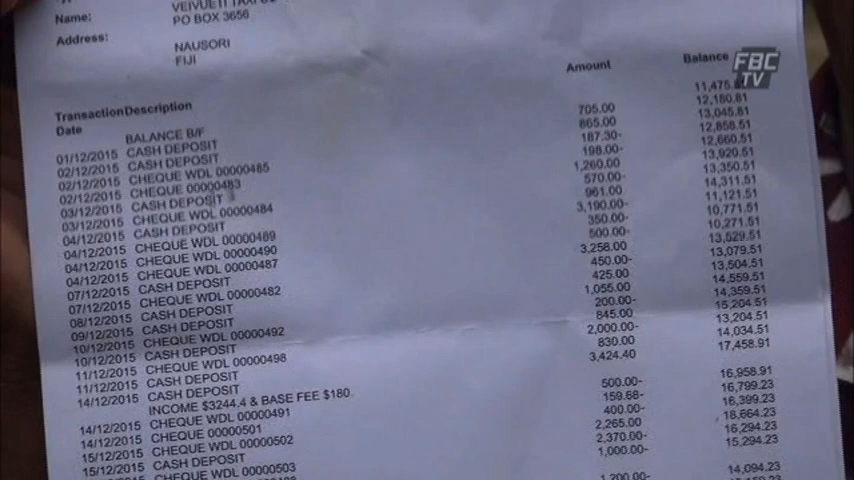 Name: VEIVUETI TAXI
PO BOX 3656
Address:
NAUSORI
FIJI
FBC
TV
Transaction Description Amount Balance
Date
BALANCE B/F 11,475.81
01/12/2015 CASH DEPOSIT 705.00 12,180.81
02/12/2015 CASH DEPOSIT 865.00 13,045.81
02/12/2015 CHEQUE WDL 00000485 187.30- 12,858.51
02/12/2015 CHEQUE 00000483 198.00- 12,660.51
03/12/2015 CASH DEPOSIT 1,260.00 13,920.51
03/12/2015 CHEQUE WDL 00000484 570.00- 13,350.51
04/12/2015 CASH DEPOSIT 961.00 14,311.51
04/12/2015 CHEQUE WDL 00000489 3,190.00- 11,121.51
04/12/2015 CHEQUE WDL 00000490 350.00- 10,771.51
04/12/2015 CHEQUE WDL 00000487 500.00- 10,271.51
07/12/2015 CASH DEPOSIT 3,258.00 13,529.51
07/12/2015 CHEQUE WDL 00000482 450.00- 13,079.51
08/12/2015 CASH DEPOSIT 425.00 13,504.51
09/12/2015 CASH DEPOSIT 1,055.00 14,559.51
10/12/2015 CHEQUE WDL 00000492 200.00- 14,359.51
10/12/2015 CASH DEPOSIT 845.00 15,204.51
11/12/2015 CHEQUE WDL 00000498 2,000.00- 13,204.51
11/12/2015 CASH DEPOSIT 830.00 14,034.51
14/12/2015 CASH DEPOSIT 3,424.40 17,458.91
INCOME $3244.4 & BASE FEE $180.
14/12/2015 CHEQUE WDL 00000491 500.00- 16,958.91
14/12/2015 CHEQUE 00000501 159.68- 16,799.23
15/12/2015 CHEQUE WDL 00000502 400.00- 16,399.23
CASH DEPOSIT 2,265.00 18,664.23
CHEQUE WDL 00000503 2,370.00- 16,294.23
1,000.00- 15,294.23
1,200.00- 14,094.23